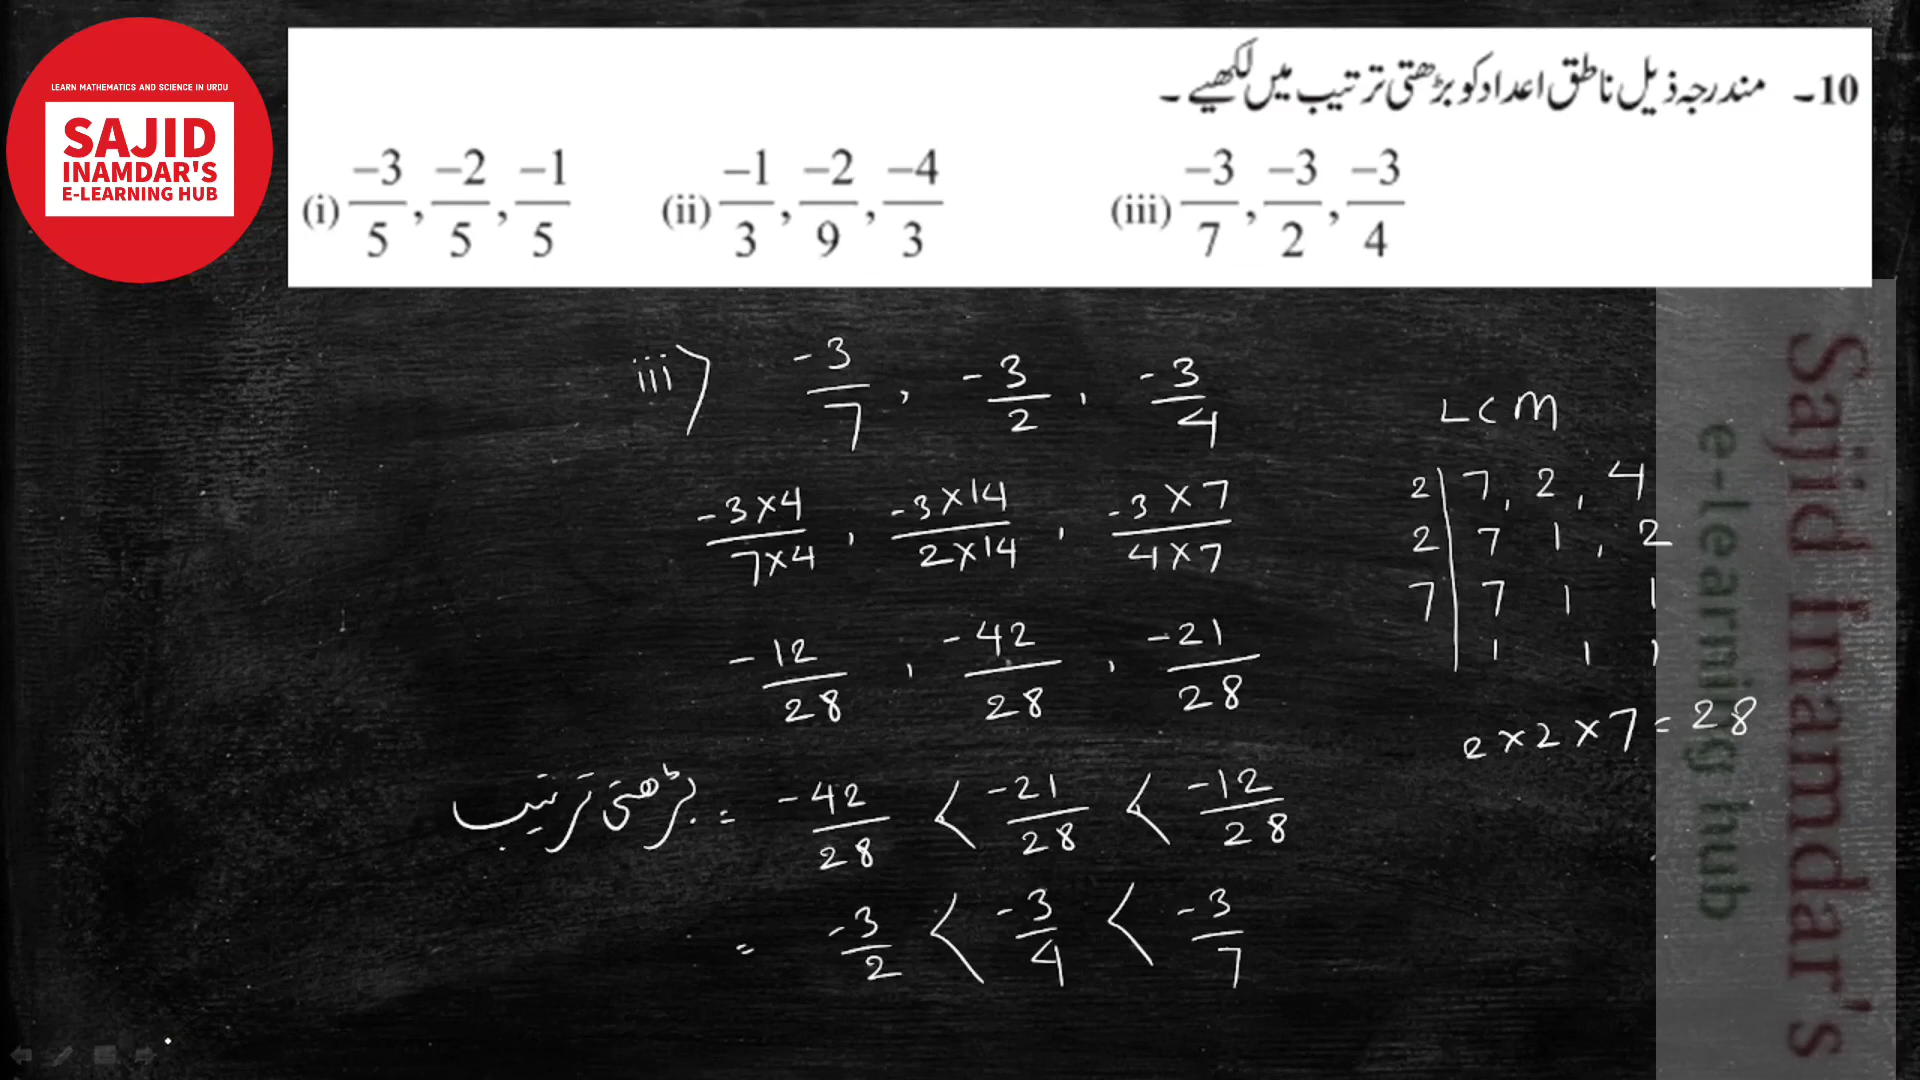 LEARN MATHEMATICS AND SCIENCE IN URDU
SAJID
INAMDAR'S
E-LEARNING HUB
10۔ مندرجہ ذیل ناطق اعداد کو بڑھتی ترتیب میں لکھیے ۔
(i) -3/5, -2/5, -1/5 (ii) -1/3, -2/9, -4/3 (iii) -3/7, -3/2, -3/4
iii) -3/7, -3/2, -3/4
-3×4/7×4, -3×14/2×14, -3×7/4×7
-12/28, -42/28, -21/28
بڑھتی ترتیب = -42/28 < -21/28 < -12/28
= -3/2 < -3/4 < -3/7
LCM
2 | 7, 2, 4
2 | 7 1, 2
7 | 7 1 1
| 1 1 1
2×2×7=28
Sajid Inamdar's
e-learning hub